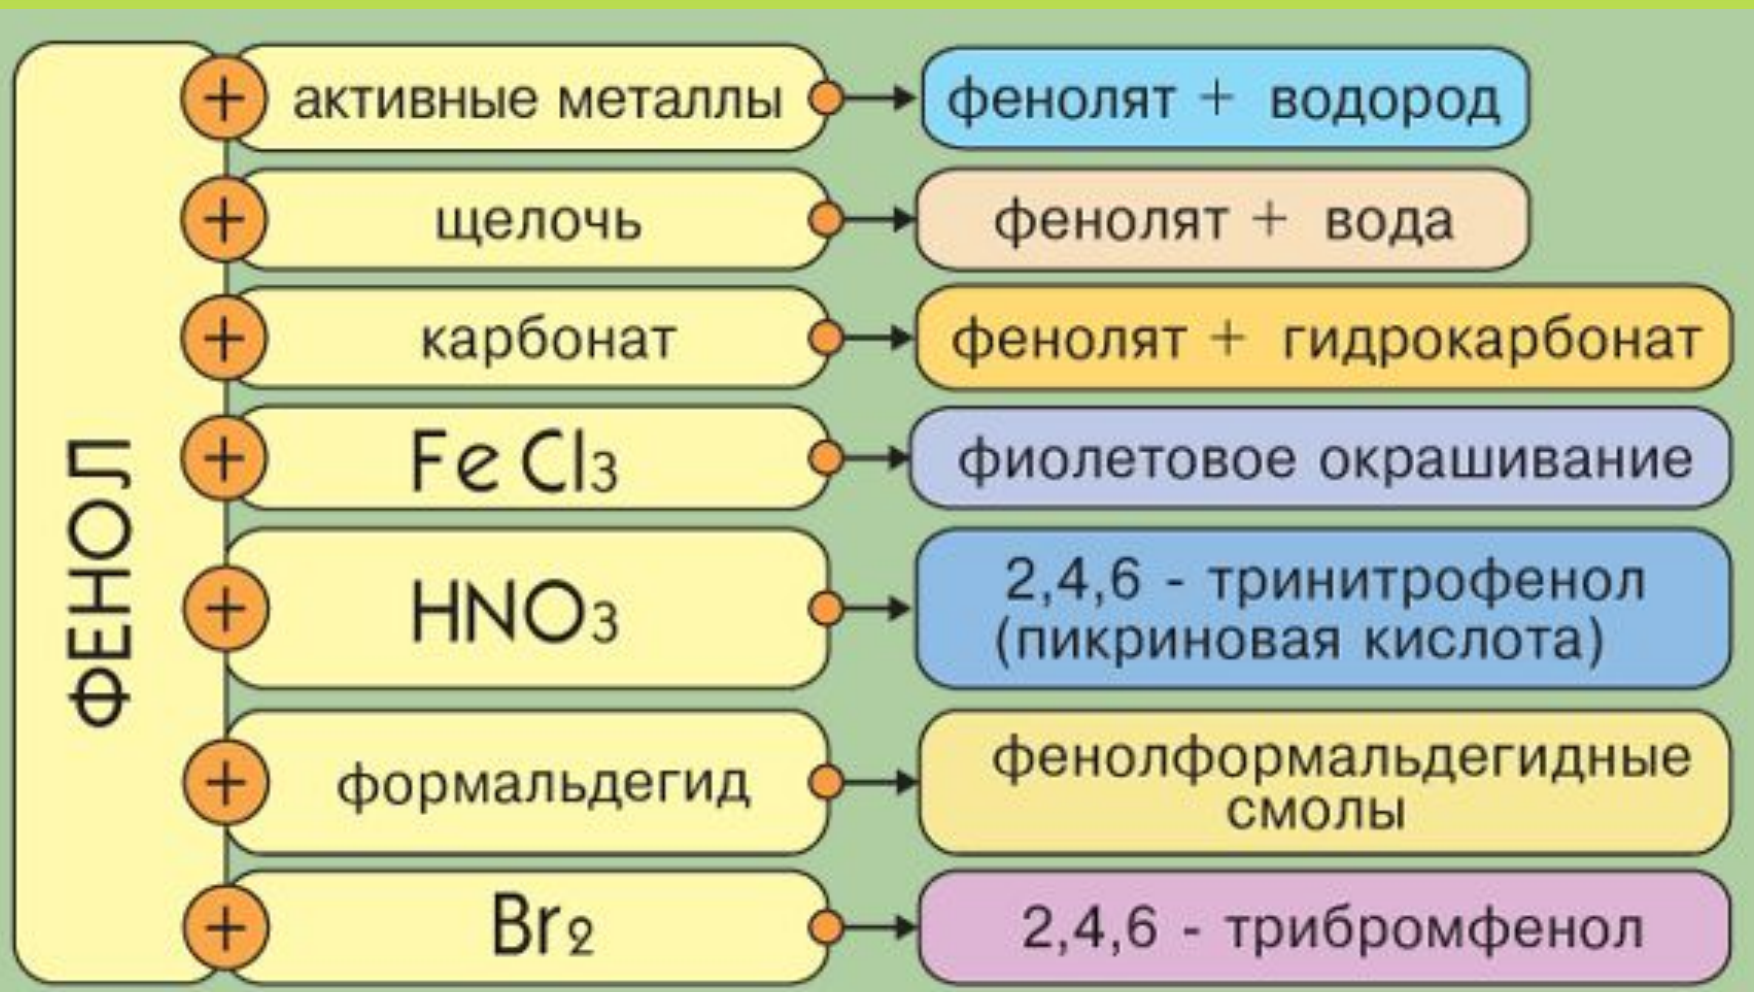 ФЕНОЛ
+ активные металлы → фенолят + водород
+ щелочь → фенолят + вода
+ карбонат → фенолят + гидрокарбонат
+ FeCl3 → фиолетовое окрашивание
+ HNO3 → 2,4,6 - тринитрофенол
(пикриновая кислота)
+ формальдегид → фенолформальдегидные
смолы
+ Br2 → 2,4,6 - трибромфенол